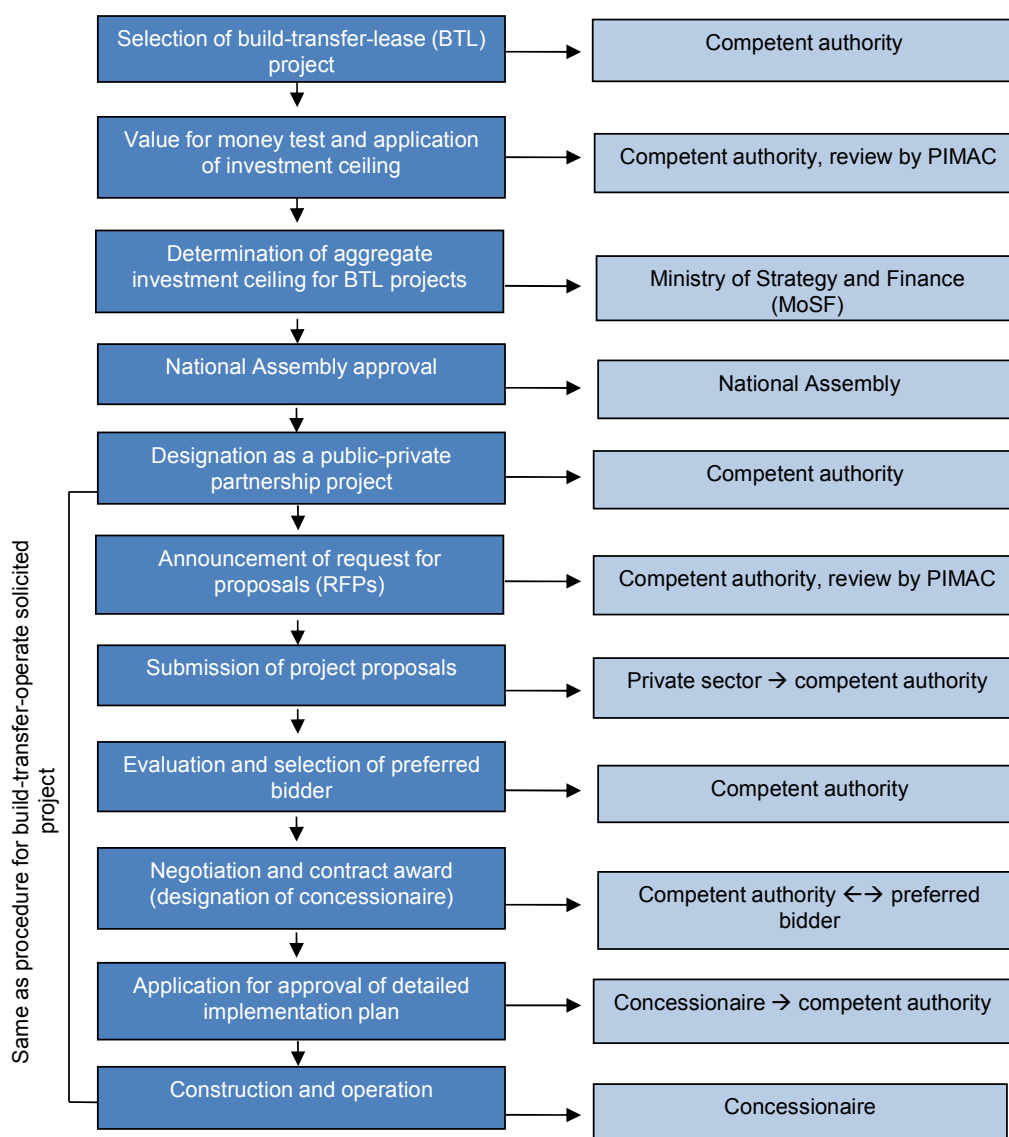 Selection of build-transfer-lease (BTL)
project
Competent authority
Value for money test and application
of investment ceiling
Competent authority, review by PIMAC
Determination of aggregate
investment ceiling for BTL projects
Ministry of Strategy and Finance
(MoSF)
National Assembly approval
National Assembly
Designation as a public-private
partnership project
Competent authority
Announcement of request for
proposals (RFPs)
Competent authority, review by PIMAC
Submission of project proposals
Private sector → competent authority
Evaluation and selection of preferred
bidder
Competent authority
Negotiation and contract award
(designation of concessionaire)
Competent authority ←→ preferred
bidder
Application for approval of detailed
implementation plan
Concessionaire → competent authority
Construction and operation
Concessionaire
Same as procedure for build-transfer-operate solicited
project